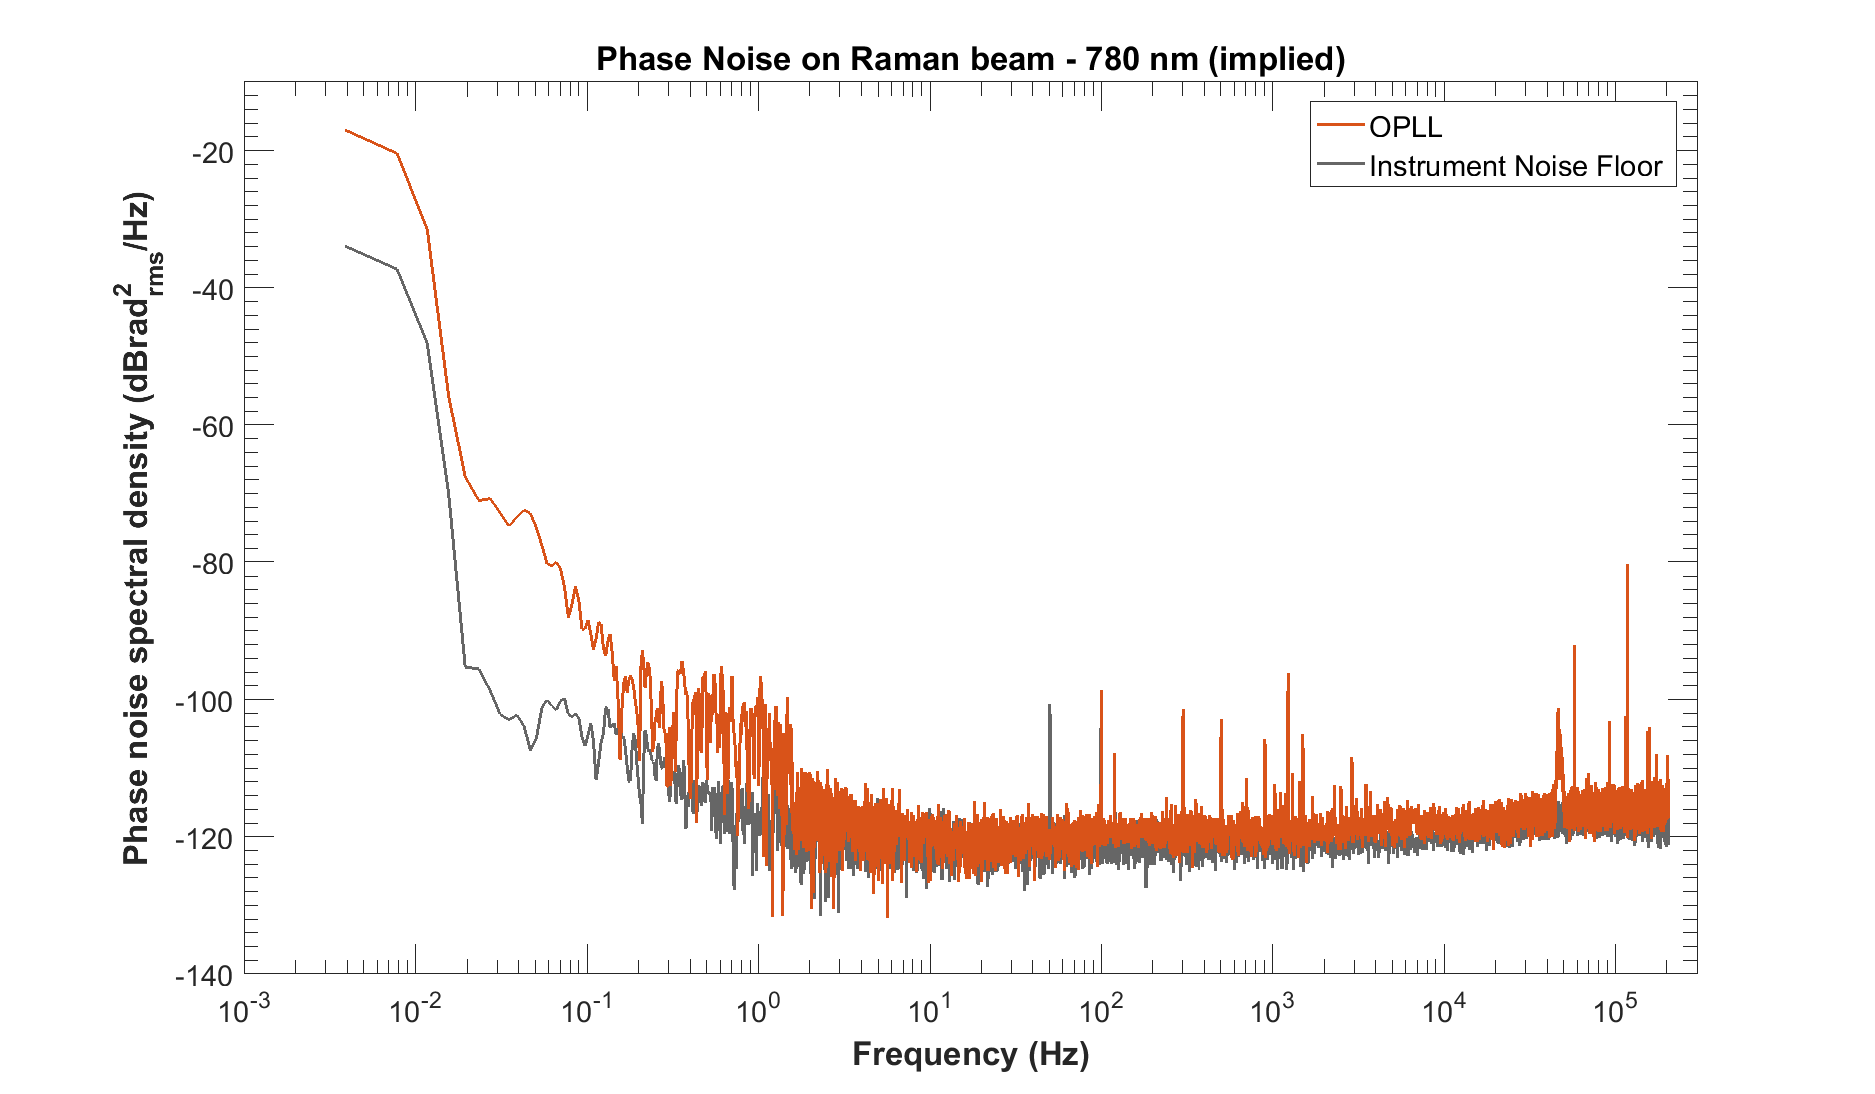 Phase Noise on Raman beam - 780 nm (implied)
OPLL
Instrument Noise Floor
Phase noise spectral density (dBrad²rms/Hz)
-20
-40
-60
-80
-100
-120
-140
10⁻³ 10⁻² 10⁻¹ 10⁰ 10¹ 10² 10³ 10⁴ 10⁵
Frequency (Hz)